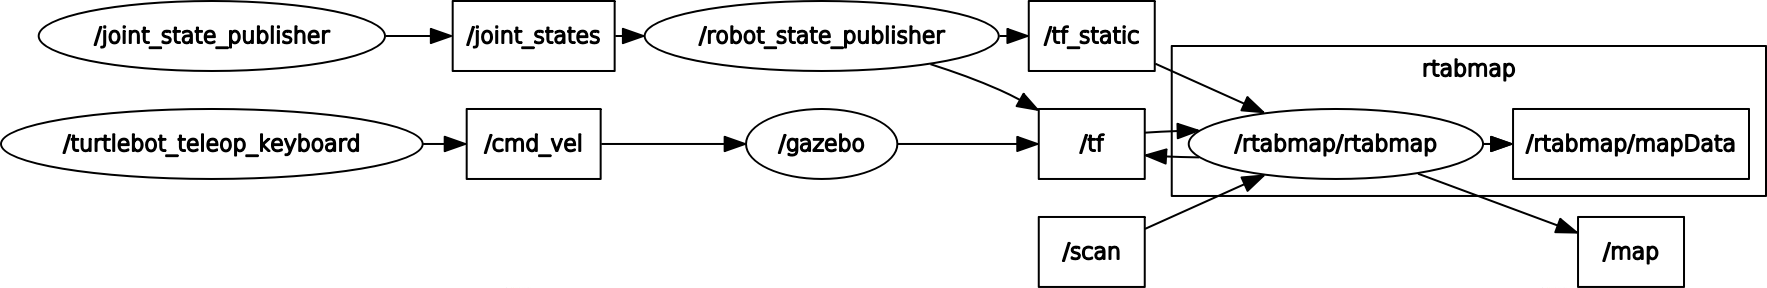 /joint_state_publisher
/joint_states
/robot_state_publisher
/tf_static
rtabmap
/turtlebot_teleop_keyboard
/cmd_vel
/gazebo
/tf
/rtabmap/rtabmap
/rtabmap/mapData
/scan
/map